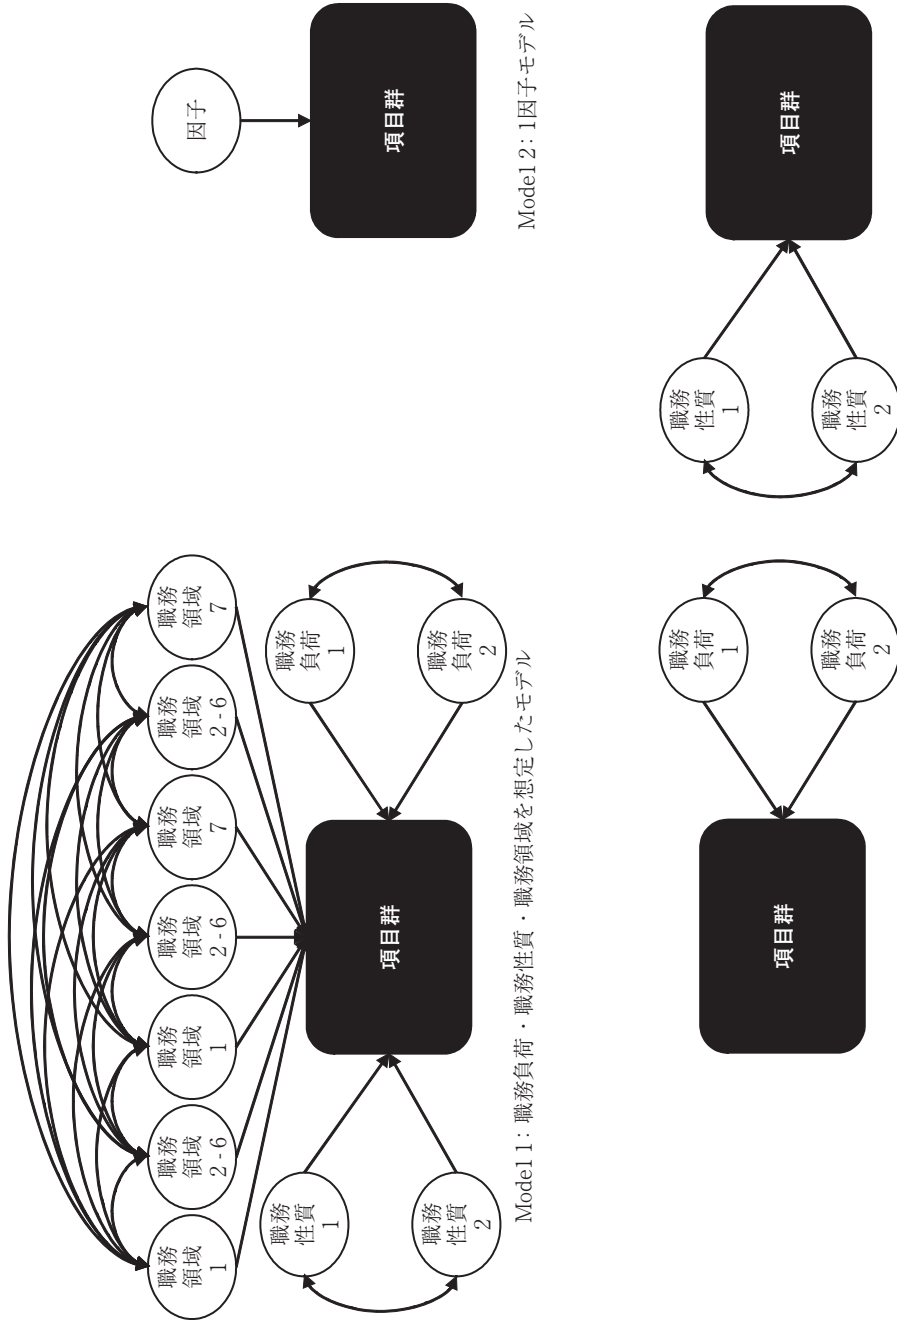 職務
領域
1
職務
領域
2-6
職務
領域
1
職務
領域
2-6
職務
領域
7
職務
領域
2-6
職務
領域
7
職務
性質
1
職務
性質
2
項目群
職務
負荷
1
職務
負荷
2
Model 1：職務負荷・職務性質・職務領域を想定したモデル
因子
項目群
Model 2：1因子モデル
項目群
職務
負荷
1
職務
負荷
2
職務
性質
1
職務
性質
2
項目群